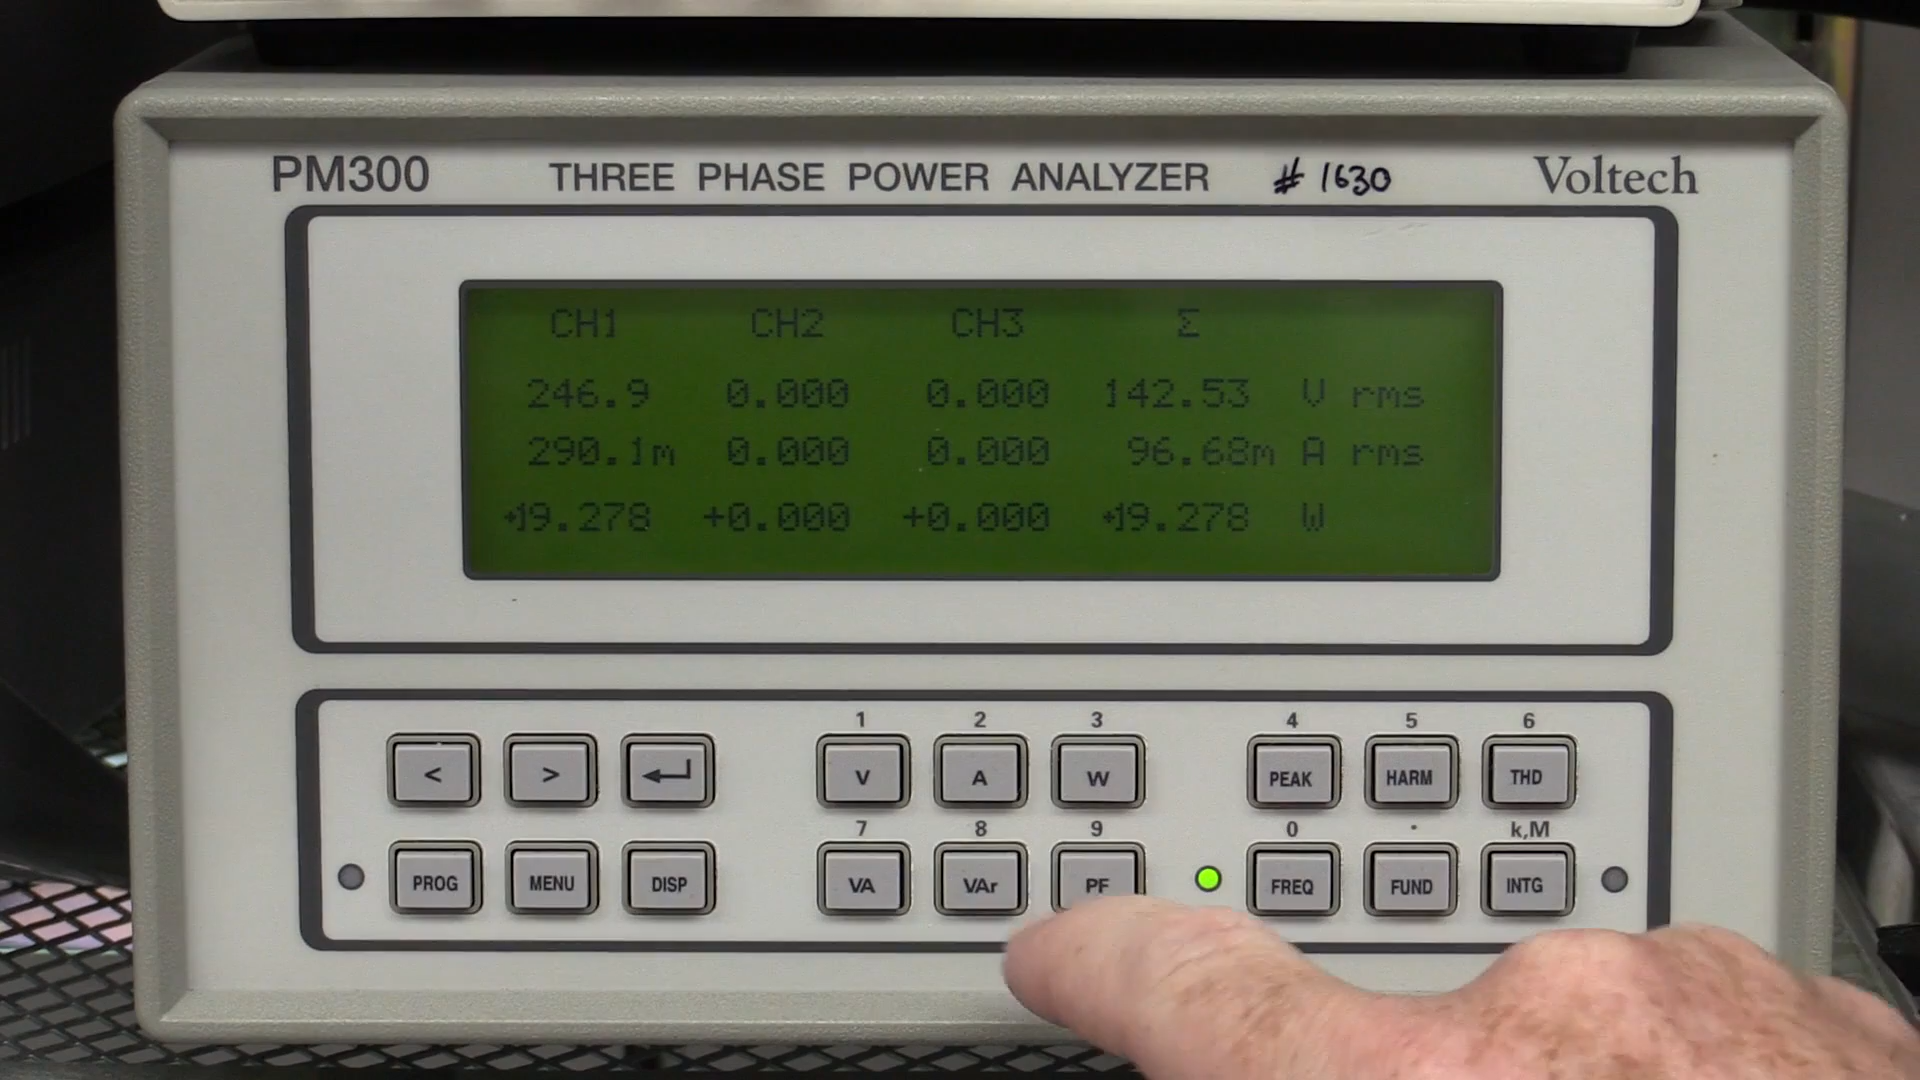 PM300 THREE PHASE POWER ANALYZER # 1630 Voltech
CH1 CH2 CH3 Σ
246.9 0.000 0.000 142.53 V rms
290.1m 0.000 0.000 96.68m A rms
+19.278 +0.000 +0.000 +19.278 W
1 2 3 4 5 6
< > V A W PEAK HARM THD
7 8 9 0 . k,M
PROG MENU DISP VA VAr PF FREQ FUND INTG